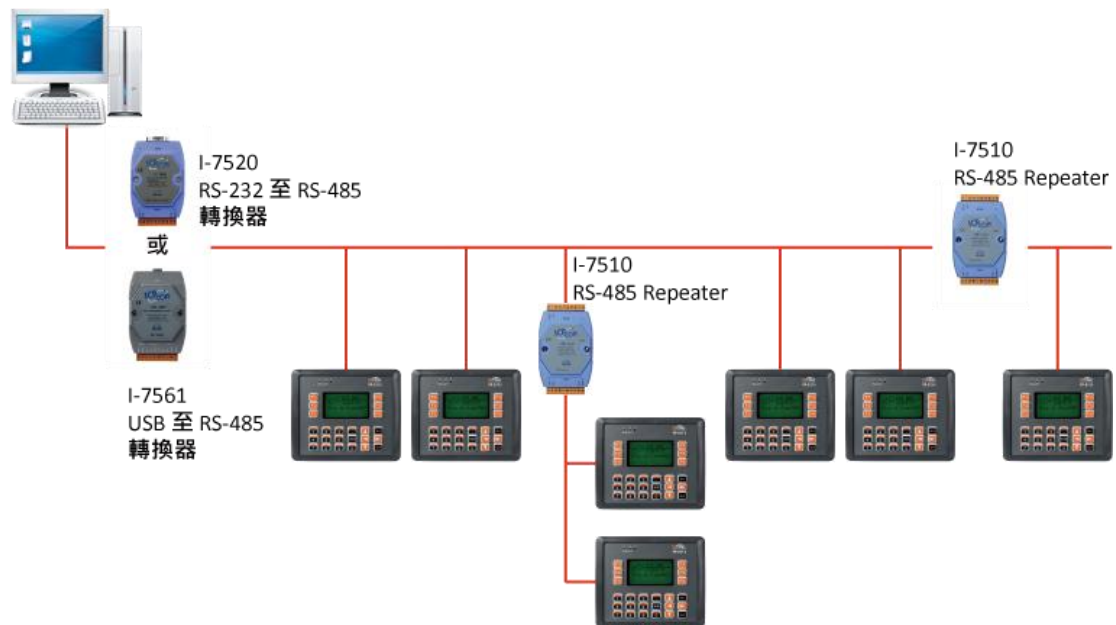 I-7520
RS-232 至 RS-485
轉換器
或
I-7561
USB 至 RS-485
轉換器
I-7510
RS-485 Repeater
I-7510
RS-485 Repeater